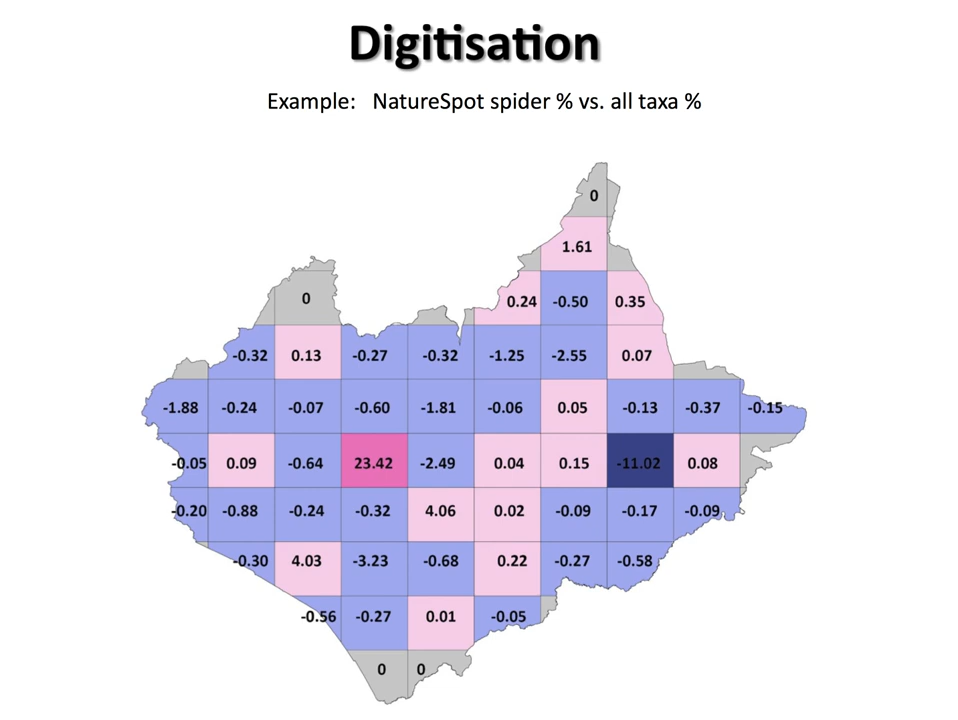 Digitisation
Example: NatureSpot spider % vs. all taxa %
0
1.61
0 0.24 -0.50 0.35
-0.32 0.13 -0.27 -0.32 -1.25 -2.55 0.07
-1.88 -0.24 -0.07 -0.60 -1.81 -0.06 0.05 -0.13 -0.37 -0.15
-0.05 0.09 -0.64 23.42 -2.49 0.04 0.15 -11.02 0.08
-0.20 -0.88 -0.24 -0.32 4.06 0.02 -0.09 -0.17 -0.09
-0.30 4.03 -3.23 -0.68 0.22 -0.27 -0.58
-0.56 -0.27 0.01 -0.05
0 0